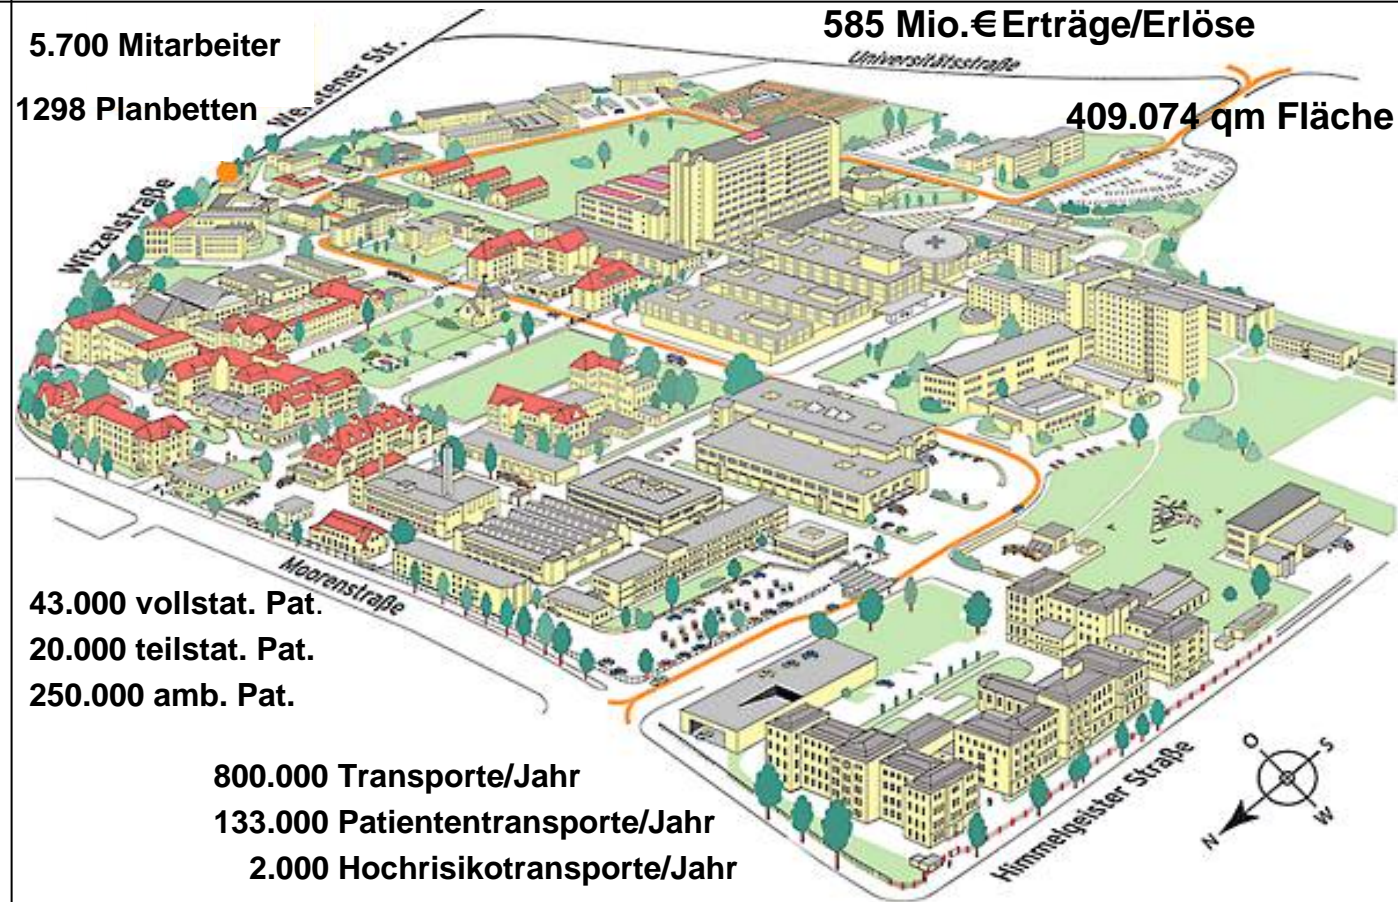 585 Mio.€Erträge/Erlöse
5.700 Mitarbeiter
Universitätsstraße
1298 Planbetten
409.074 qm Fläche
Witzelstraße
Moorenstraße
43.000 vollstat. Pat.
20.000 teilstat. Pat.
250.000 amb. Pat.
800.000 Transporte/Jahr
133.000 Patiententransporte/Jahr
2.000 Hochrisikotransporte/Jahr
Himmelgeister Straße
O
S
N
W